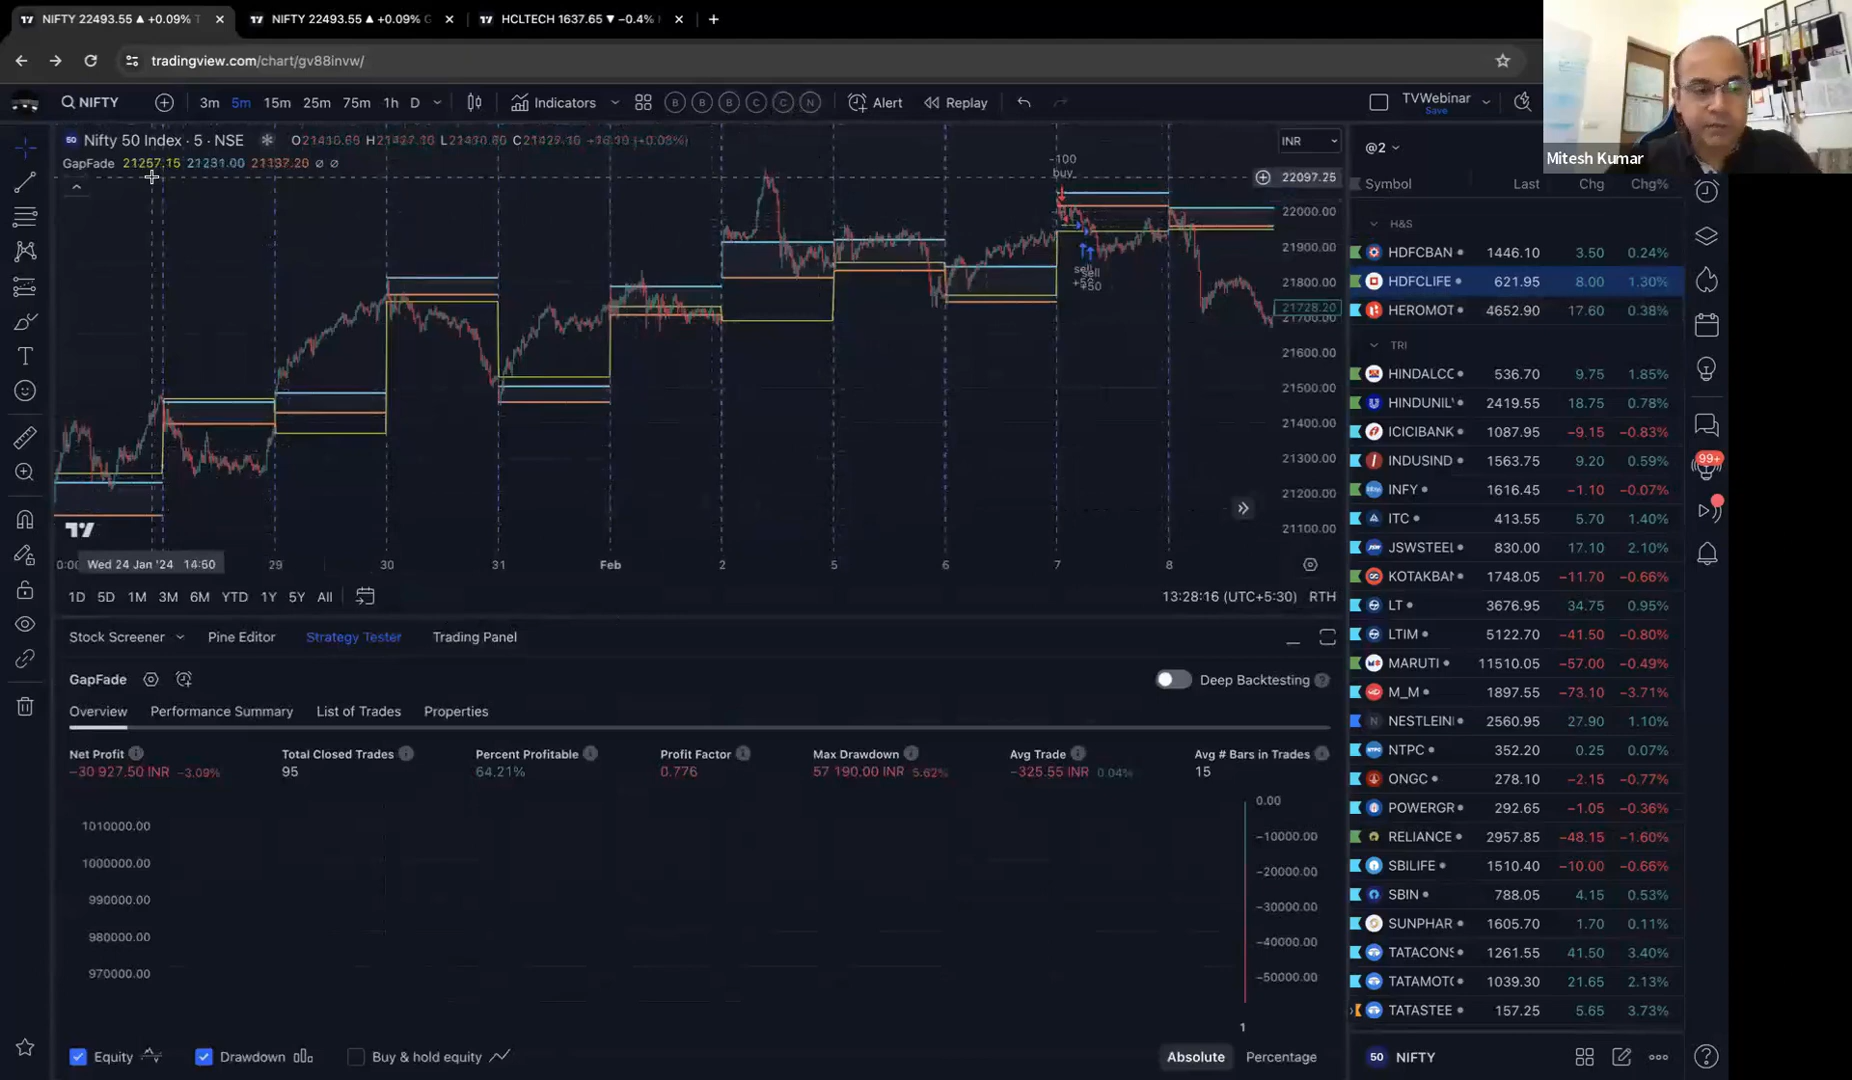 NIFTY 22493.55 ▲ +0.09% T
NIFTY 22493.55 ▲ +0.09% G
HCLTECH 1637.65 ▼ −0.4%
tradingview.com/chart/gv88invw/
NIFTY
3m 5m 15m 25m 75m 1h D
Indicators
B B B C C N
Alert
Replay
TVWebinar
Save
Mitesh Kumar
Nifty 50 Index · 5 · NSE
GapFade 21257.15 21231.00 21137.20 ∅ ∅
INR
@2
Symbol Last Chg Chg%
H&S
HDFCBAN 1446.10 3.50 0.24%
HDFCLIFE 621.95 8.00 1.30%
HEROMOT 4652.90 17.60 0.38%
TRI
HINDALCC 536.70 9.75 1.85%
HINDUNIL 2419.55 18.75 0.78%
ICICIBANK 1087.95 −9.15 −0.83%
INDUSIND 1563.75 9.20 0.59%
INFY 1616.45 −1.10 −0.07%
ITC 413.55 5.70 1.40%
JSWSTEEL 830.00 17.10 2.10%
KOTAKBAN 1748.05 −11.70 −0.66%
LT 3676.95 34.75 0.95%
LTIM 5122.70 −41.50 −0.80%
MARUTI 11510.05 −57.00 −0.49%
M_M 1897.55 −73.10 −3.71%
NESTLEIN 2560.95 27.90 1.10%
NTPC 352.20 0.25 0.07%
ONGC 278.10 −2.15 −0.77%
POWERGR 292.65 −1.05 −0.36%
RELIANCE 2957.85 −48.15 −1.60%
SBILIFE 1510.40 −10.00 −0.66%
SBIN 788.05 4.15 0.53%
SUNPHAR 1605.70 1.70 0.11%
TATACONS 1261.55 41.50 3.40%
TATAMOTO 1039.30 21.65 2.13%
TATASTEE 157.25 5.65 3.73%
50 NIFTY
99+
-100
buy
sell
22097.25
22000.00
21900.00
21800.00
21728.20
21700.00
21600.00
21500.00
21400.00
21300.00
21200.00
21100.00
Wed 24 Jan '24 14:50
29 30 31 Feb 2 5 6 7 8
1D 5D 1M 3M 6M YTD 1Y 5Y All
13:28:16 (UTC+5:30) RTH
Stock Screener
Pine Editor
Strategy Tester
Trading Panel
GapFade
Deep Backtesting
Overview
Performance Summary
List of Trades
Properties
Net Profit Total Closed Trades Percent Profitable Profit Factor Max Drawdown Avg Trade Avg # Bars in Trades
−30 927.50 INR −3.09% 95 64.21% 0.776 57 190.00 INR 5.62% −325.55 INR 0.04% 15
1010000.00
1000000.00
990000.00
980000.00
970000.00
0.00
−10000.00
−20000.00
−30000.00
−40000.00
−50000.00
1
Equity
Drawdown
Buy & hold equity
Absolute
Percentage